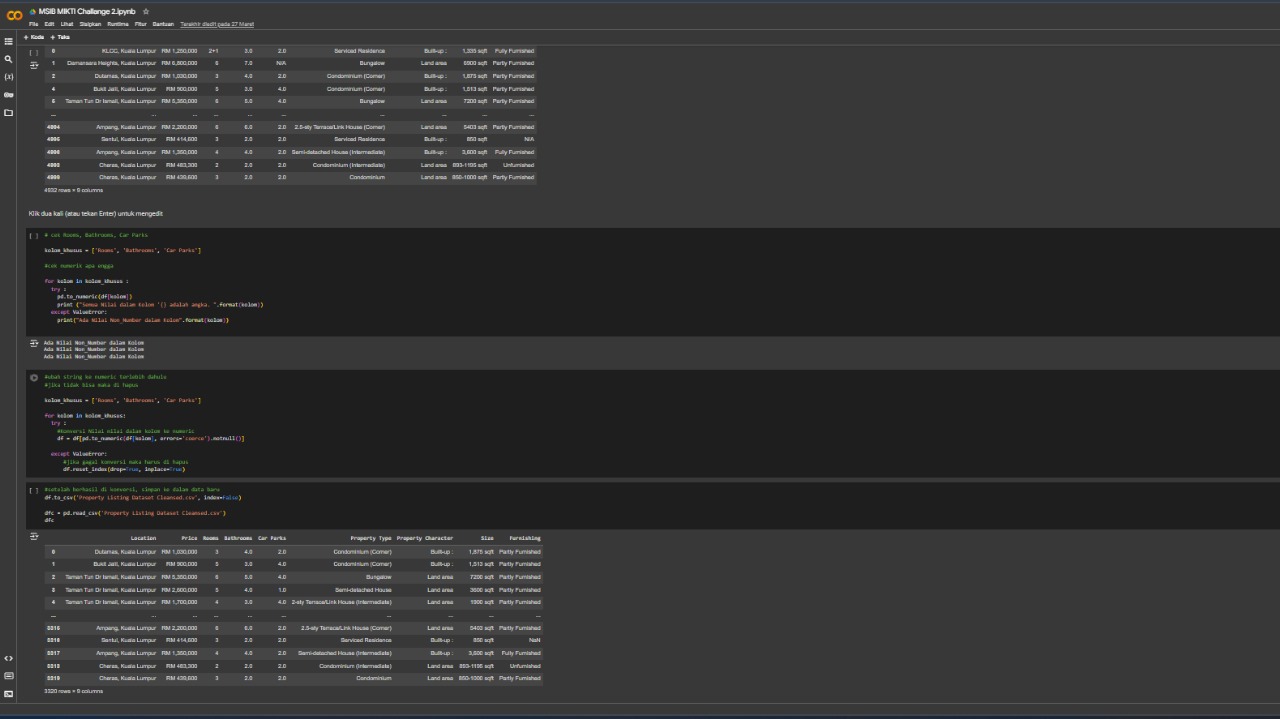 MSIB MIKTI Challange 2.ipynb
File Edit Lihat Sisipkan Runtime Fitur Bantuan Terakhir diedit pada 27 Maret
+ Kode + Teks
0 KLCC, Kuala Lumpur RM 1,250,000 2+1 3.0 2.0 Serviced Residence Built-up : 1,335 sqft Fully Furnished
1 Damansara Heights, Kuala Lumpur RM 6,800,000 6 7.0 N/A Bungalow Land area 6900 sqft Partly Furnished
2 Dutamas, Kuala Lumpur RM 1,030,000 3 4.0 2.0 Condominium (Corner) Built-up : 1,875 sqft Partly Furnished
4 Bukit Jalil, Kuala Lumpur RM 900,000 5 3.0 4.0 Condominium (Corner) Built-up : 1,513 sqft Partly Furnished
6 Taman Tun Dr Ismail, Kuala Lumpur RM 5,350,000 6 5.0 4.0 Bungalow Land area 7200 sqft Partly Furnished
... ... ... ... ... ... ... ... ... ...
4994 Ampang, Kuala Lumpur RM 2,200,000 6 6.0 2.0 2.5-sty Terrace/Link House (Corner) Land area 5403 sqft Partly Furnished
Sentul, Kuala Lumpur RM 414,600 3 2.0 2.0 Serviced Residence Built-up : 850 sqft N/A
Ampang, Kuala Lumpur RM 1,350,000 4 4.0 2.0 Semi-detached House (Intermediate) Built-up : 3,600 sqft Fully Furnished
Cheras, Kuala Lumpur RM 463,300 2 2.0 2.0 Condominium (Intermediate) Land area 893-1195 sqft Unfurnished
4999 Cheras, Kuala Lumpur RM 439,600 3 2.0 2.0 Condominium Land area 850-1000 sqft Partly Furnished
4932 rows × 9 columns
Klik dua kali (atau tekan Enter) untuk mengedit
[ ] # cek Rooms, Bathrooms, Car Parks
kolom_khusus = ['Rooms', 'Bathrooms', 'Car Parks']
#cek numeric apa engga
for kolom in kolom_khusus :
try :
pd.to_numeric(df[kolom])
print ("Semua Nilai dalam Kolom '{} adalah angka. ".format(kolom))
except ValueError:
print("Ada Nilai Non_Number dalam Kolom".format(kolom))
Ada Nilai Non_Number dalam Kolom
Ada Nilai Non_Number dalam Kolom
Ada Nilai Non_Number dalam Kolom
#ubah string ke numeric terlebih dahulu
#jika tidak bisa maka di hapus
kolom_khusus = ['Rooms', 'Bathrooms', 'Car Parks']
for kolom in kolom_khusus:
try :
#konversi Nilai nilai dalam kolom ke numeric
df = df[pd.to_numeric(df[kolom], errors='coerce').notnull()]
except ValueError:
#jika gagal konversi maka harus di hapus
df.reset_index(drop=True, inplace=True)
[ ] #setelah berhasil di konversi, simpan ke dalam data baru
df.to_csv('Property Listing Dataset Cleansed.csv', index=False)
dfc = pd.read_csv('Property Listing Dataset Cleansed.csv')
dfc
Location Price Rooms Bathrooms Car Parks Property Type Property Character Size Furnishing
0 Dutamas, Kuala Lumpur RM 1,030,000 3 4.0 2.0 Condominium (Corner) Built-up : 1,875 sqft Partly Furnished
1 Bukit Jalil, Kuala Lumpur RM 900,000 5 3.0 4.0 Condominium (Corner) Built-up : 1,513 sqft Partly Furnished
2 Taman Tun Dr Ismail, Kuala Lumpur RM 5,350,000 6 5.0 4.0 Bungalow Land area 7200 sqft Partly Furnished
3 Taman Tun Dr Ismail, Kuala Lumpur RM 2,600,000 5 4.0 1.0 Semi-detached House Land area 3600 sqft Partly Furnished
4 Taman Tun Dr Ismail, Kuala Lumpur RM 1,700,000 4 3.0 4.0 2-sty Terrace/Link House (Intermediate) Land area 1900 sqft Partly Furnished
... ... ... ... ... ... ... ... ... ...
3315 Ampang, Kuala Lumpur RM 2,200,000 6 6.0 2.0 2.5-sty Terrace/Link House (Corner) Land area 5403 sqft Partly Furnished
3316 Sentul, Kuala Lumpur RM 414,600 3 2.0 2.0 Serviced Residence Built-up : 850 sqft NaN
3317 Ampang, Kuala Lumpur RM 1,350,000 4 4.0 2.0 Semi-detached House (Intermediate) Built-up : 3,600 sqft Fully Furnished
3318 Cheras, Kuala Lumpur RM 463,300 2 2.0 2.0 Condominium (Intermediate) Land area 893-1195 sqft Unfurnished
3319 Cheras, Kuala Lumpur RM 439,600 3 2.0 2.0 Condominium Land area 850-1000 sqft Partly Furnished
3320 rows × 9 columns